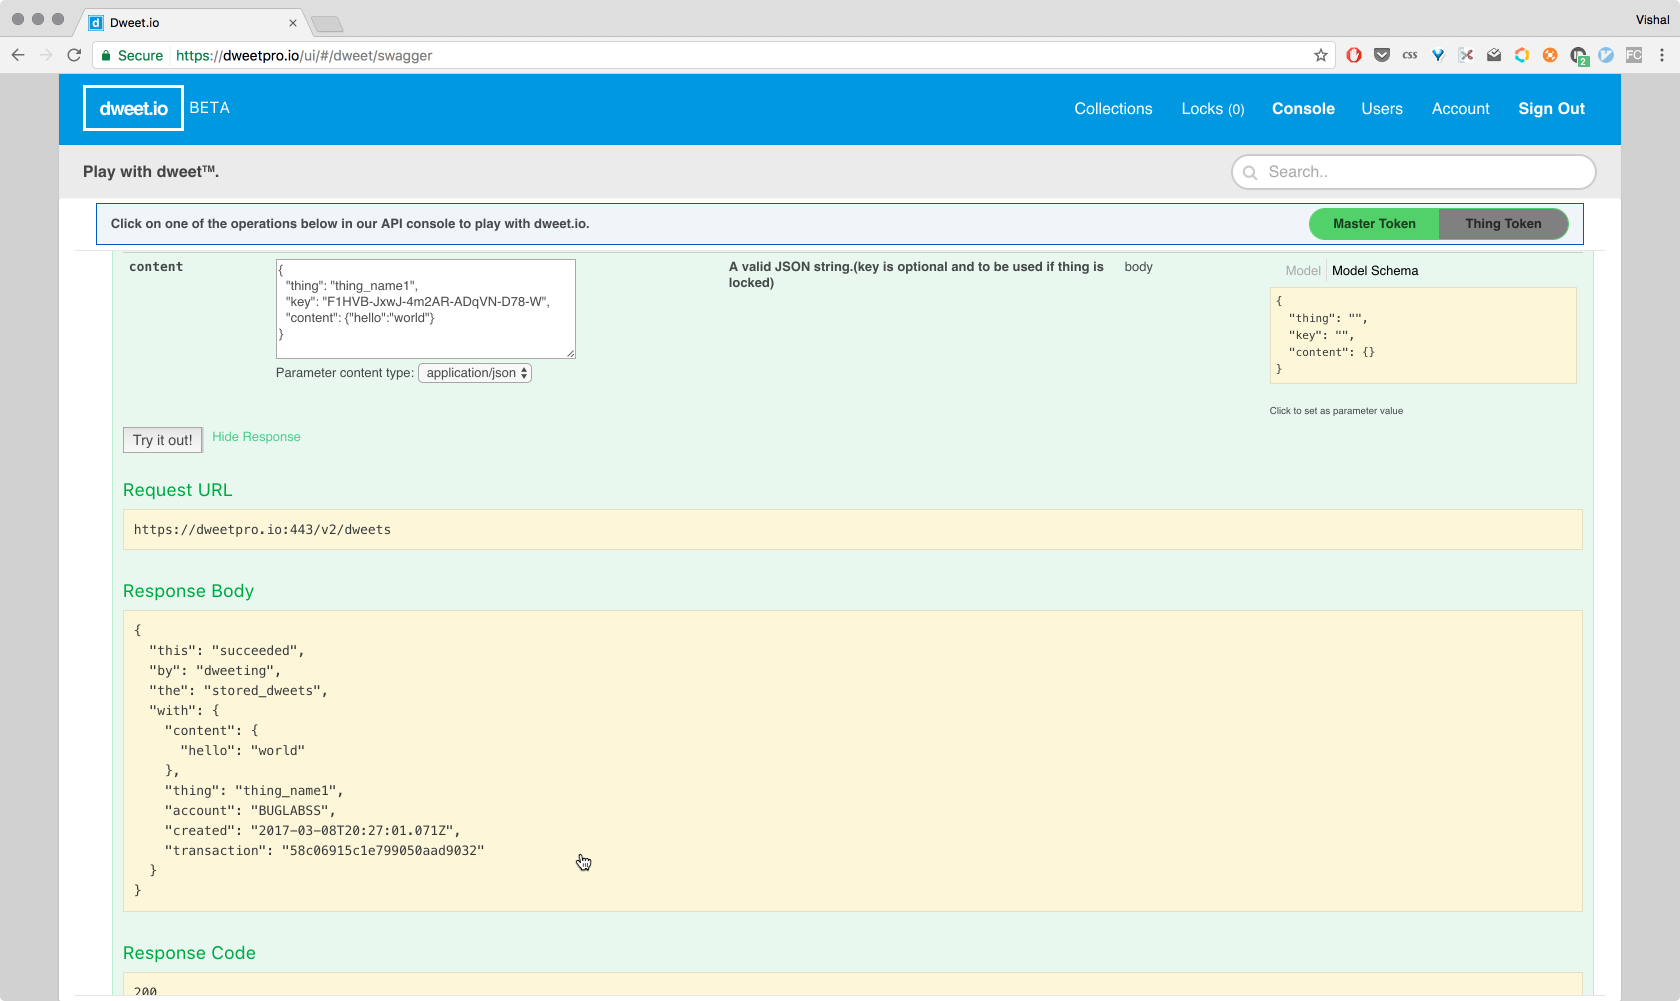 Dweet.io
Vishal
Secure https://dweetpro.io/ui/#/dweet/swagger
css
2
FC
dweet.io BETA
Collections Locks (0) Console Users Account Sign Out
Play with dweet™.
Search..
Click on one of the operations below in our API console to play with dweet.io.
Master Token Thing Token
content
{
"thing": "thing_name1",
"key": "F1HVB-JxwJ-4m2AR-ADqVN-D78-W",
"content": {"hello":"world"}
}
Parameter content type: application/json
A valid JSON string.(key is optional and to be used if thing is
locked)
body
Model Model Schema
{
"thing": "",
"key": "",
"content": {}
}
Click to set as parameter value
Try it out! Hide Response
Request URL
https://dweetpro.io:443/v2/dweets
Response Body
{
"this": "succeeded",
"by": "dweeting",
"the": "stored_dweets",
"with": {
"content": {
"hello": "world"
},
"thing": "thing_name1",
"account": "BUGLABSS",
"created": "2017-03-08T20:27:01.071Z",
"transaction": "58c06915c1e799050aad9032"
}
}
Response Code
200